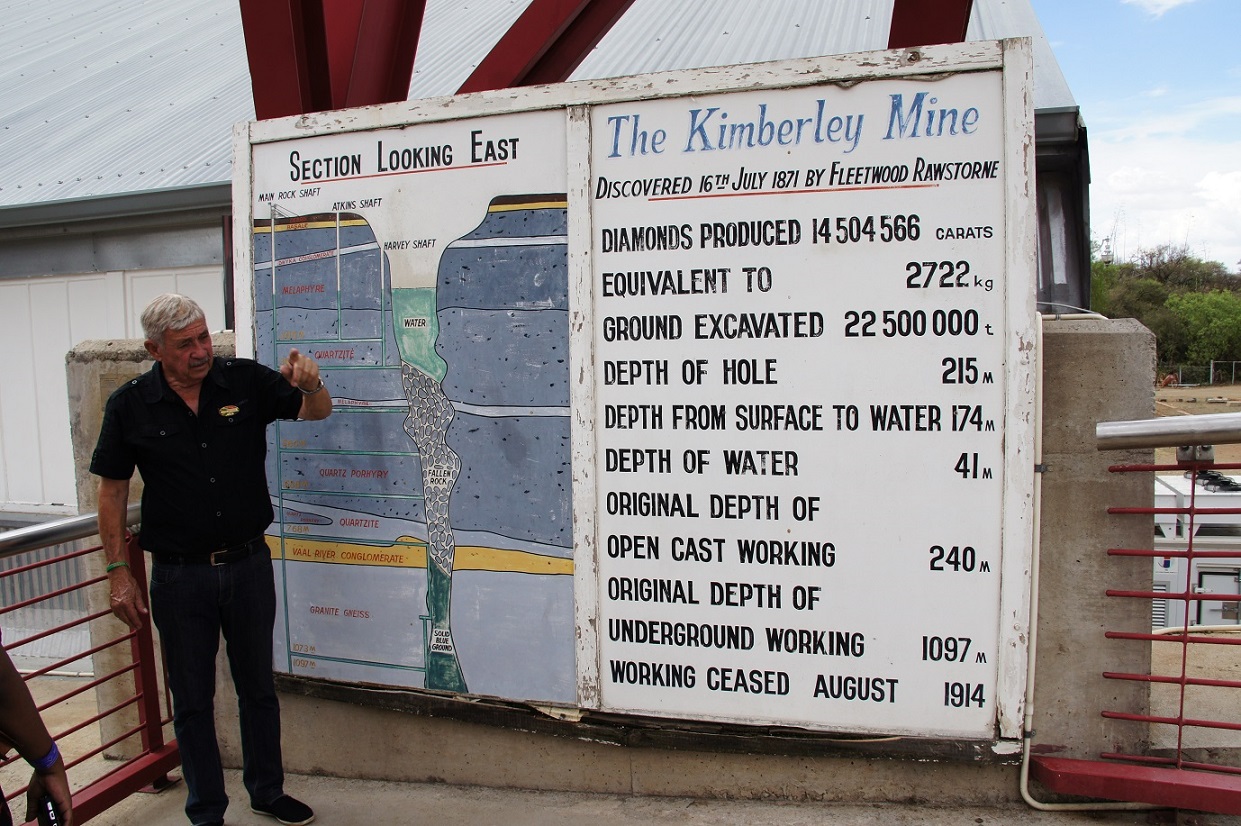 SECTION LOOKING EAST
MAIN ROCK SHAFT
ATKINS SHAFT
HARVEY SHAFT
MELAPHYRE
WATER
QUARTZITE
MELAPHYRE
FALLEN
ROCK
QUARTZ PORHYRY
QUARTZITE
VAAL RIVER CONGLOMERATE
GRANITE GNEISS
SOLID
BLUE
GROUND
1073 M
1097 M
The Kimberley Mine
DISCOVERED 16TH JULY 1871 BY FLEETWOOD RAWSTORNE
DIAMONDS PRODUCED 14 504 566 CARATS
EQUIVALENT TO 2722 kg
GROUND EXCAVATED 22 500 000 t
DEPTH OF HOLE 215 M
DEPTH FROM SURFACE TO WATER 174 M
DEPTH OF WATER 41 M
ORIGINAL DEPTH OF
OPEN CAST WORKING 240 M
ORIGINAL DEPTH OF
UNDERGROUND WORKING 1097 M
WORKING CEASED AUGUST 1914